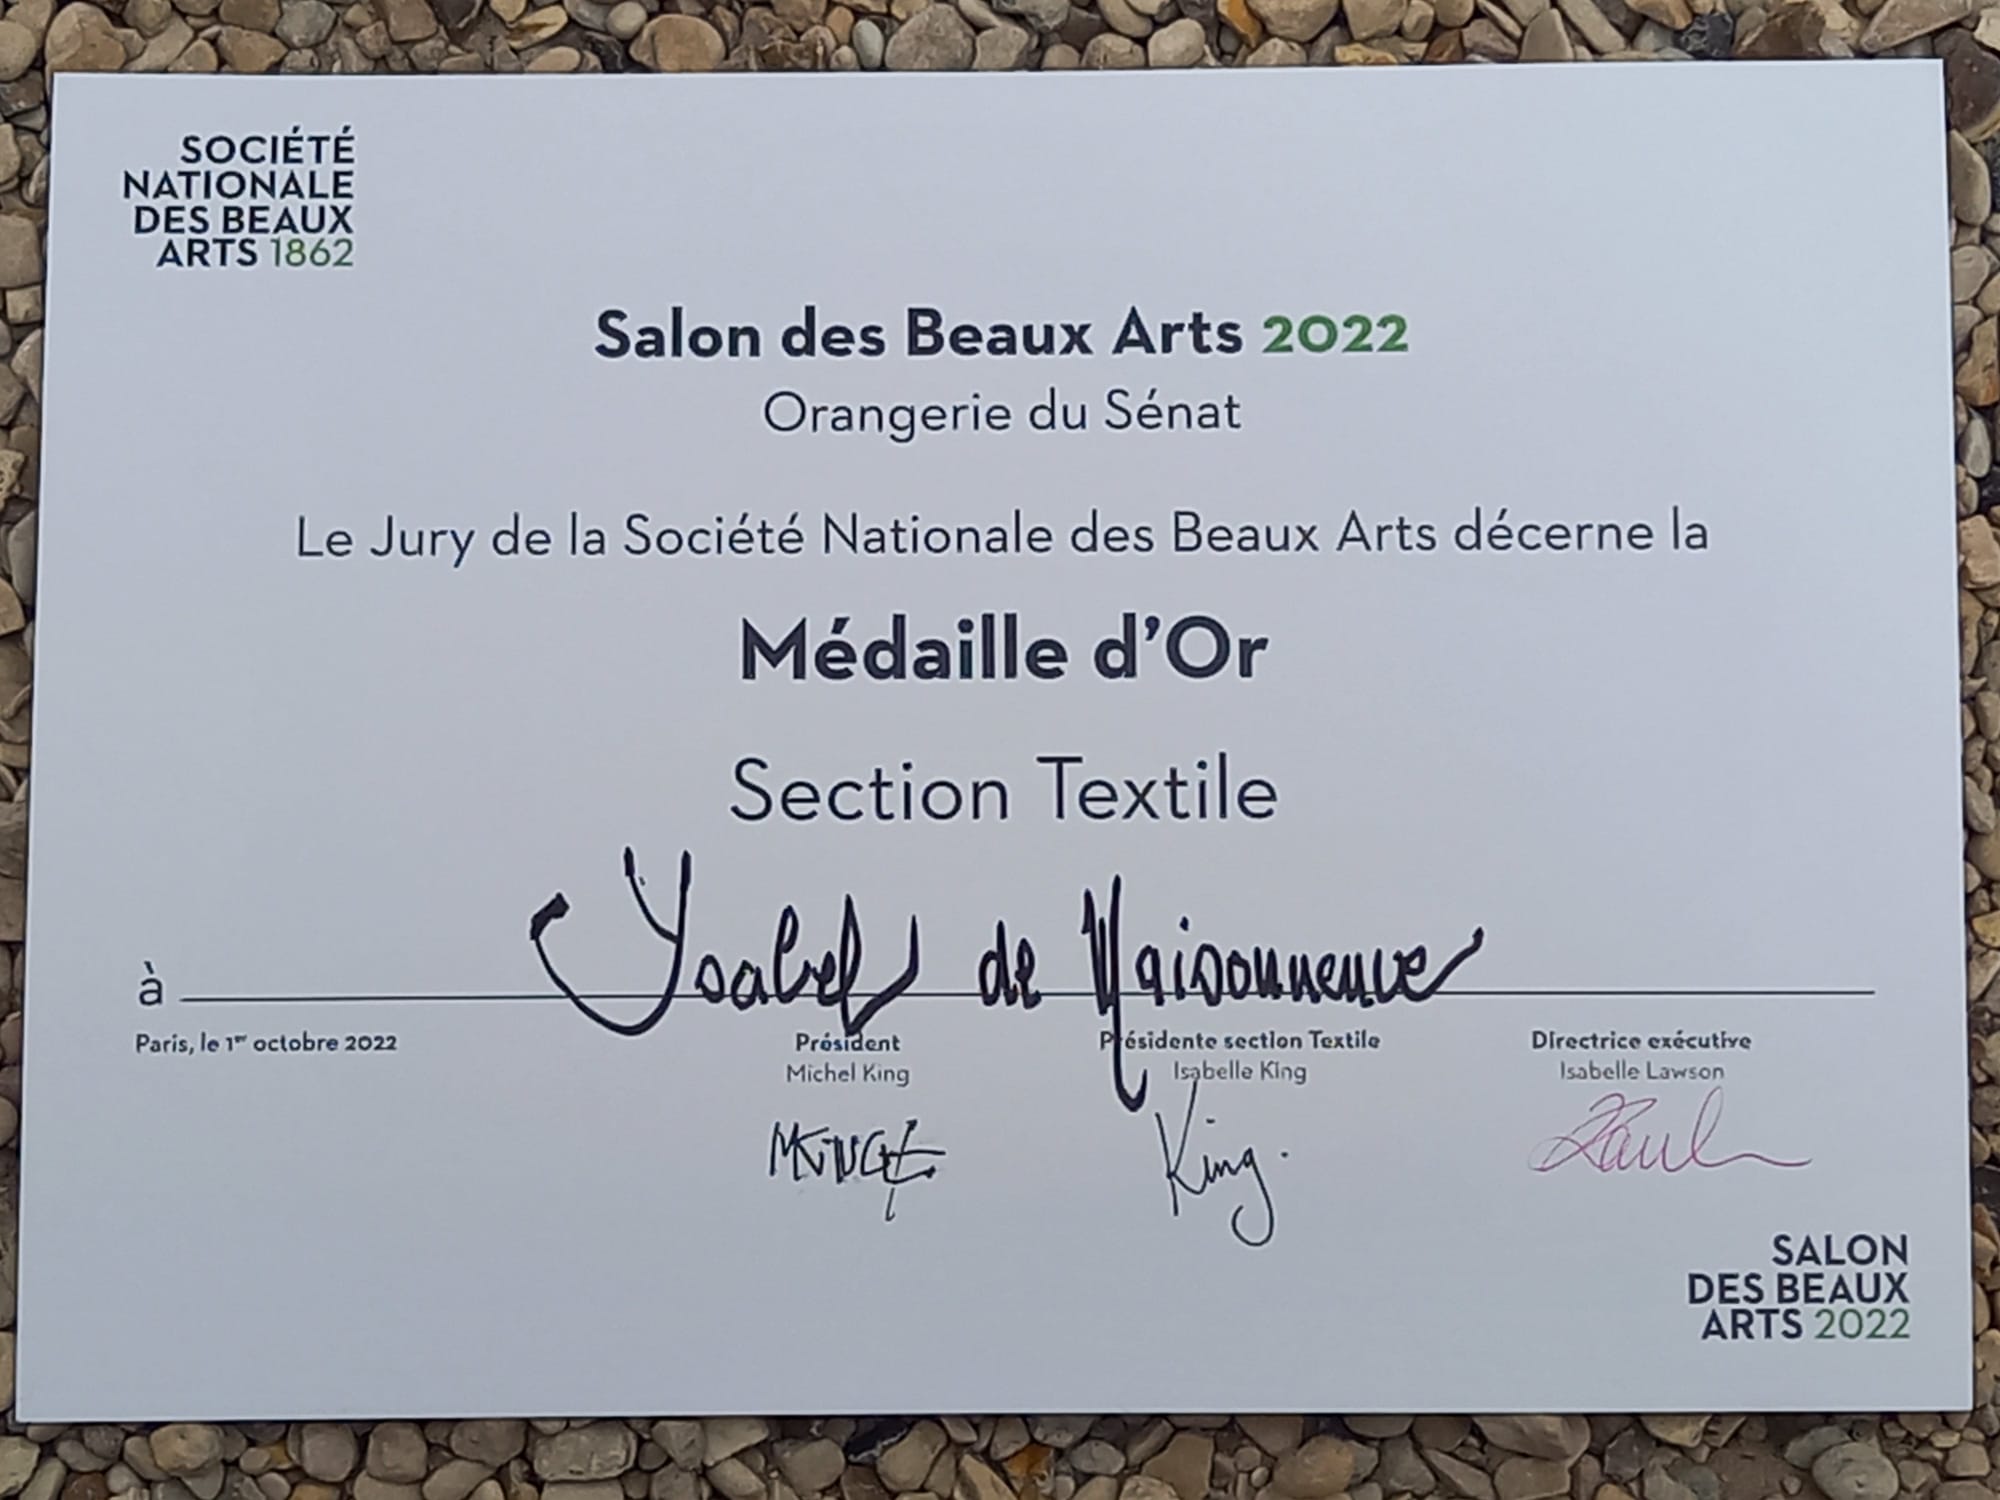 SOCIÉTÉ
NATIONALE
DES BEAUX
ARTS 1862
Salon des Beaux Arts 2022
Orangerie du Sénat
Le Jury de la Société Nationale des Beaux Arts décerne la
Médaille d'Or
Section Textile
à Ysabel de Maisonneuve
Paris, le 1er octobre 2022
Président
Michel King
Présidente section Textile
Isabelle King
King.
Directrice exécutive
Isabelle Lawson
SALON
DES BEAUX
ARTS 2022